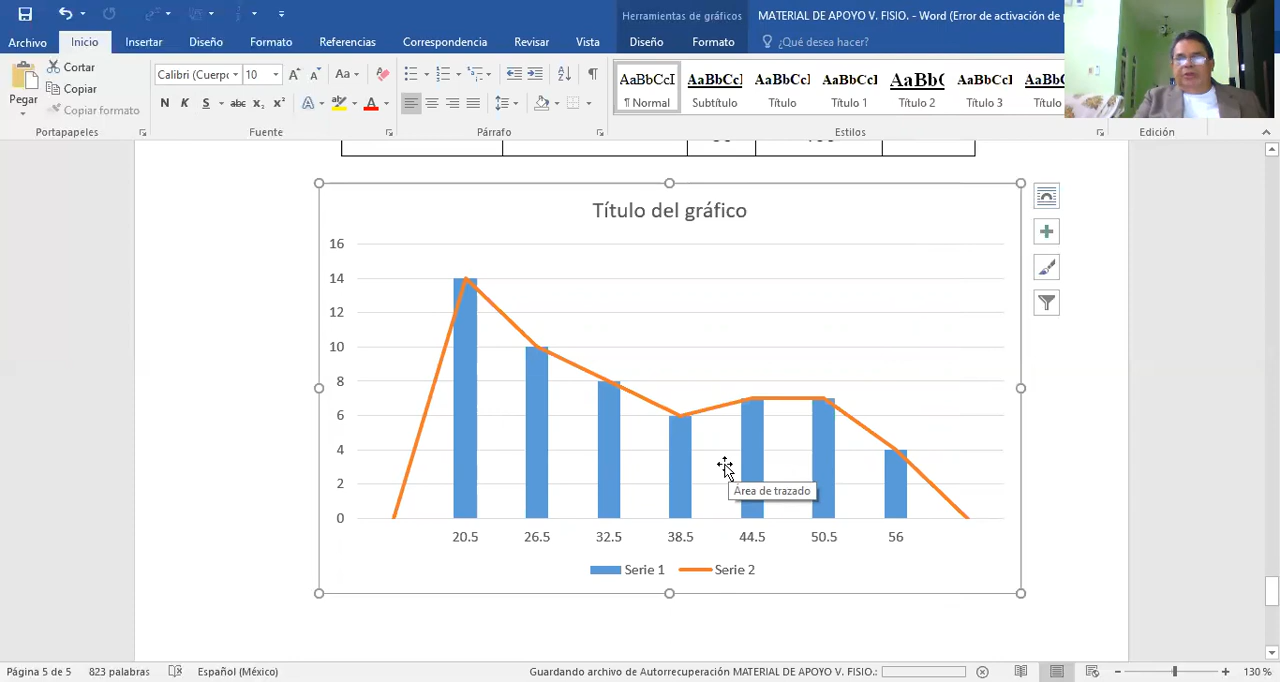 Herramientas de gráficos
MATERIAL DE APOYO V. FISIO. - Word (Error de activación de
Archivo Inicio Insertar Diseño Formato Referencias Correspondencia Revisar Vista Diseño Formato ¿Qué desea hacer?
Pegar
Cortar
Copiar
Copiar formato
Portapapeles
Calibri (Cuerpo 10 Aa
N K S abc x₂ x² A A
Fuente
Párrafo
AaBbCcI AaBbCcI AaBbCcI AaBbCcI AaBb( AaBbCcI AaBbC
¶ Normal Subtítulo Título Título 1 Título 2 Título 3 Título
Estilos
Edición
Título del gráfico
16
14
12
10
8
6
4
2
0
Área de trazado
20.5 26.5 32.5 38.5 44.5 50.5 56
Serie 1 Serie 2
Página 5 de 5 823 palabras Español (México) Guardando archivo de Autorrecuperación MATERIAL DE APOYO V. FISIO.: 130 %